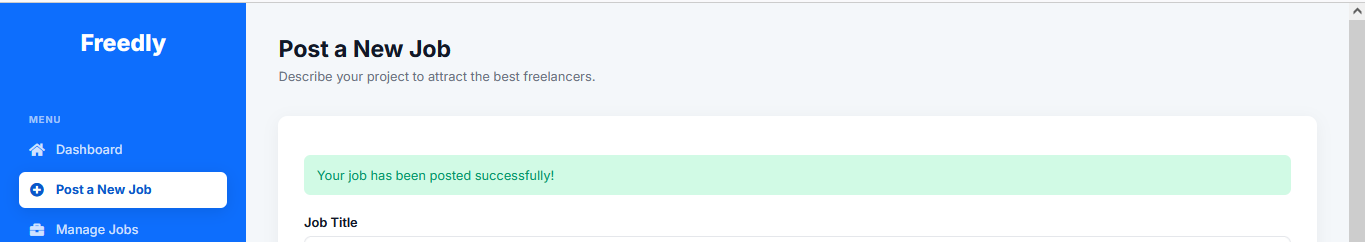 Freedly
MENU
Dashboard
Post a New Job
Manage Jobs
Post a New Job
Describe your project to attract the best freelancers.
Your job has been posted successfully!
Job Title